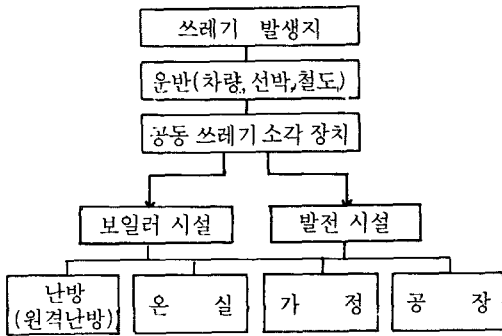 쓰레기 발생지
운반(차량, 선박, 철도)
공동 쓰레기 소각 장치
보일러 시설
발전 시설
난방
(원격난방)
온 실
가 정
공 장